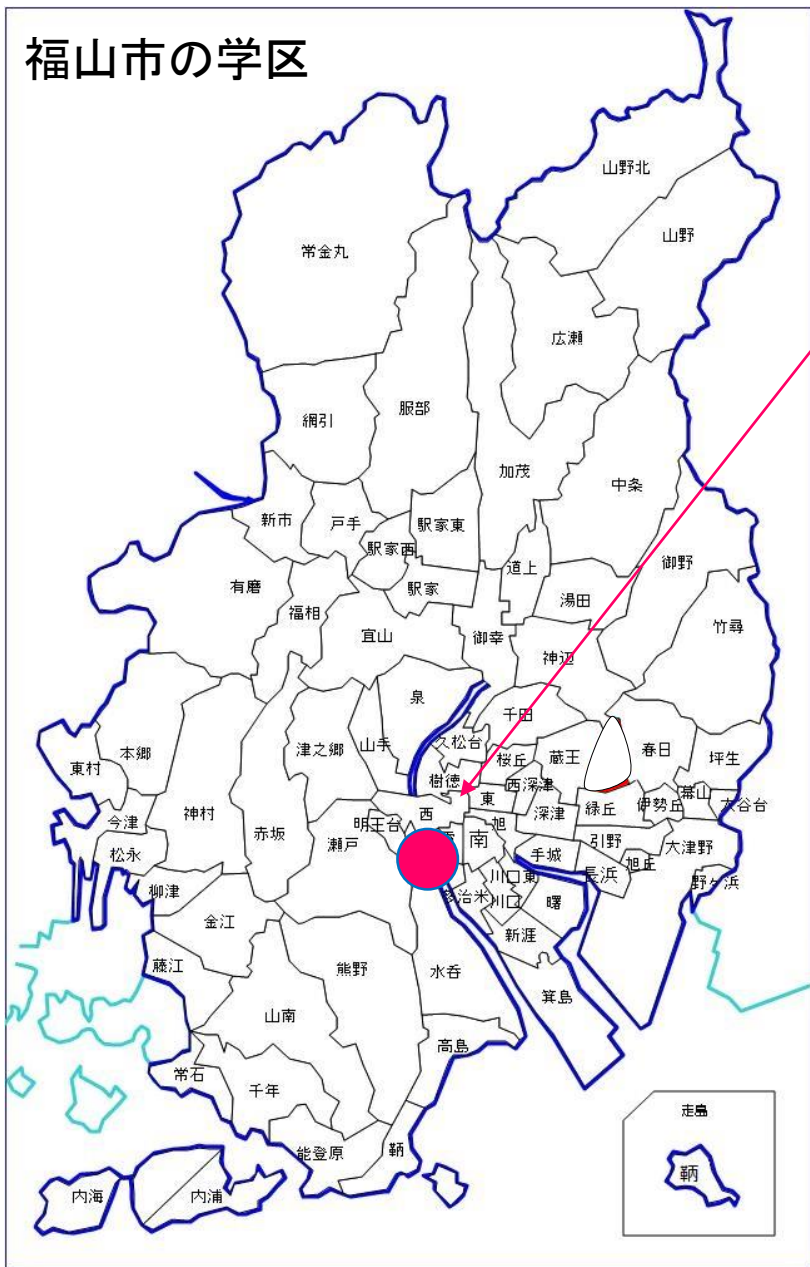 福山市の学区
山野北
山野
常金丸
広瀬
網引
服部
加茂
中条
新市
戸手
駅家東
駅家西
道上
御野
有磨
福相
駅家
湯田
宜山
御幸
神辺
竹尋
泉
千田
本郷
津之郷
山手
久松台
桜丘
蔵王
春日
坪生
東村
樹徳
西深津
今津
神村
赤坂
西
東
深津
緑丘
伊勢丘
幕山
大谷台
明王台
旭
引野
松永
瀬戸
南
手城
旭丘
大津野
柳津
川口東
長浜
野々浜
多治米
川口
曙
金江
新涯
藤江
熊野
水呑
箕島
山南
高島
常石
千年
走島
能登原
鞆
鞆
内海
内浦